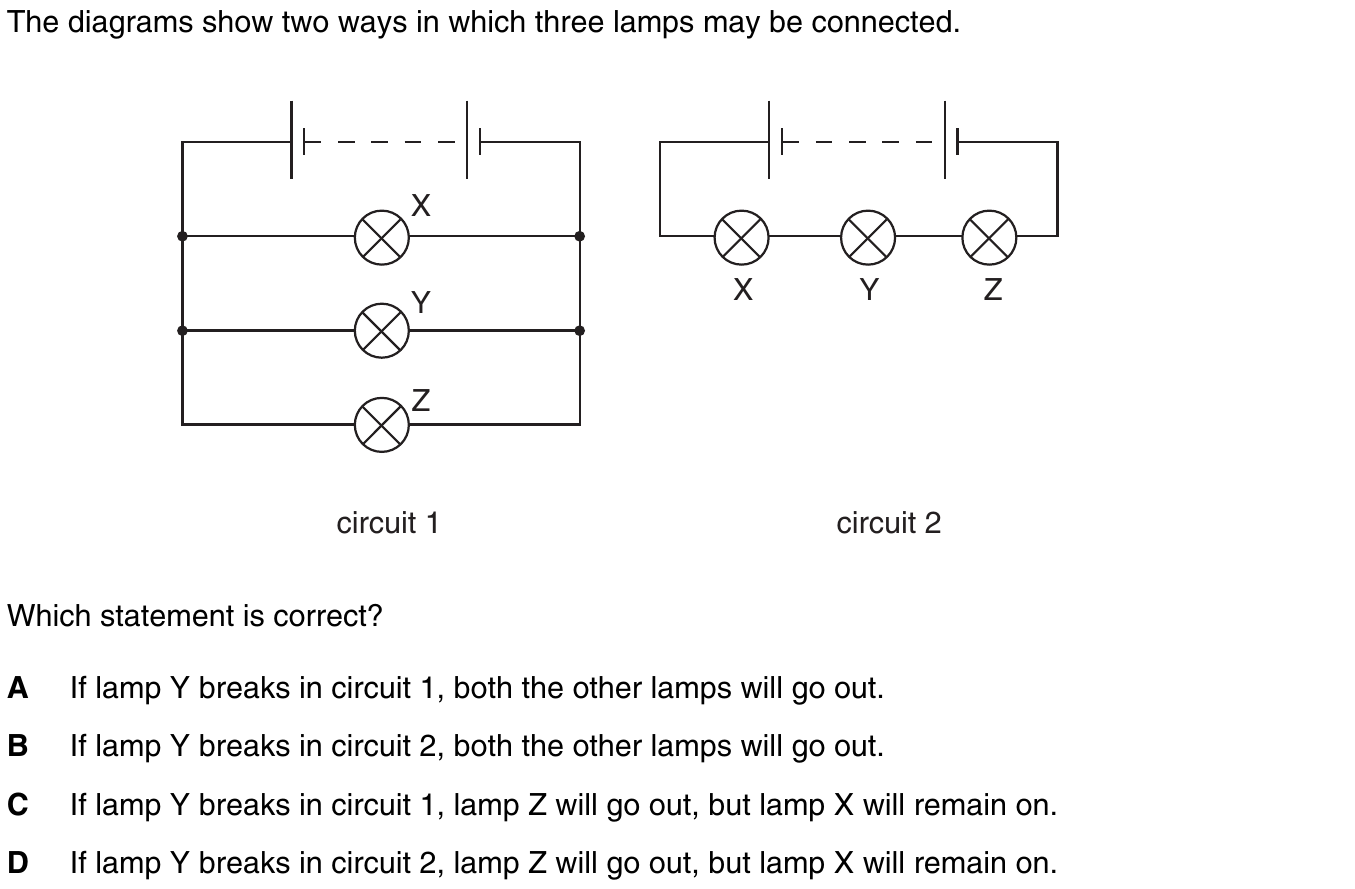 The diagrams show two ways in which three lamps may be connected.
X
Y
Z
X Y Z
circuit 1 circuit 2
Which statement is correct?
A If lamp Y breaks in circuit 1, both the other lamps will go out.
B If lamp Y breaks in circuit 2, both the other lamps will go out.
C If lamp Y breaks in circuit 1, lamp Z will go out, but lamp X will remain on.
D If lamp Y breaks in circuit 2, lamp Z will go out, but lamp X will remain on.